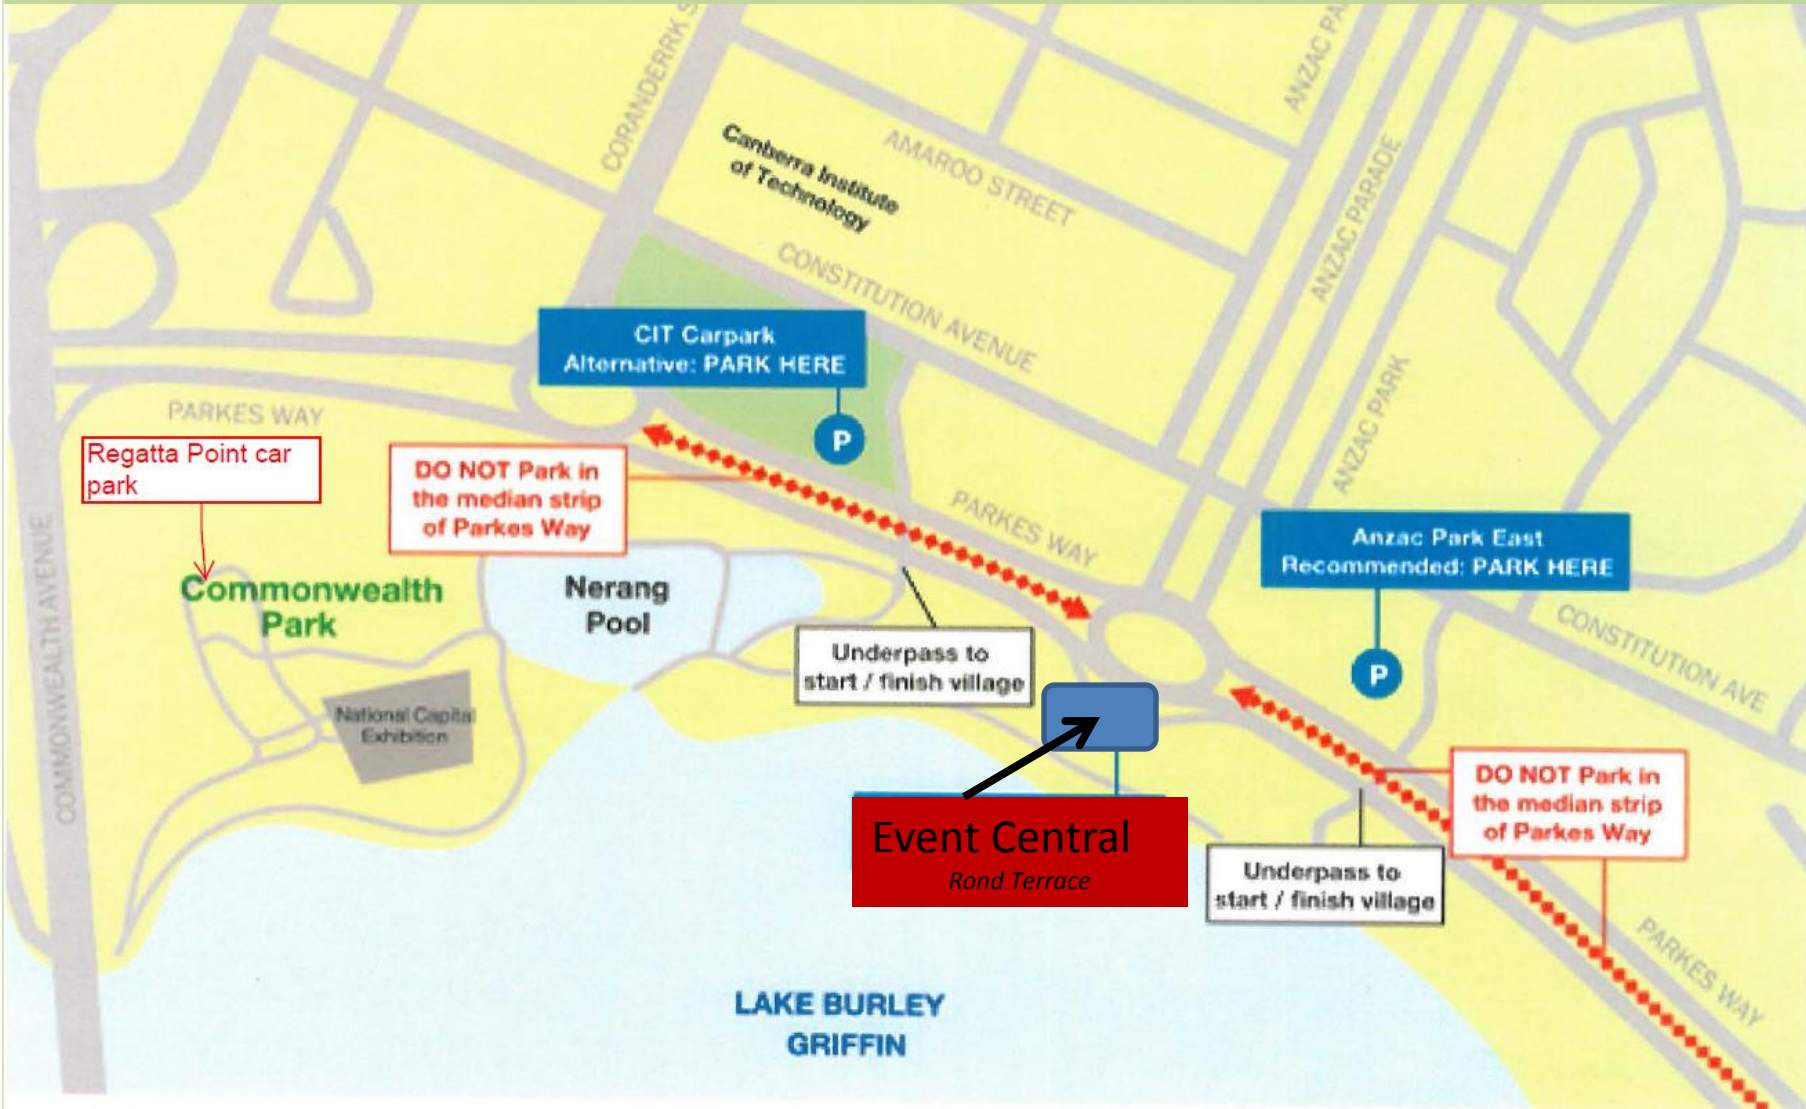 CORANDERRK S
ANZAC PA
Canberra Institute
of Technology
AMAROO STREET
ANZAC PARADE
CONSTITUTION AVENUE
CIT Carpark
Alternative: PARK HERE
P
ANZAC PARK
PARKES WAY
Regatta Point car
park
DO NOT Park in
the median strip
of Parkes Way
PARKES WAY
Anzac Park East
Recommended: PARK HERE
P
COMMONWEALTH AVENUE
Commonwealth
Park
Nerang
Pool
Underpass to
start / finish village
CONSTITUTION AVE
National Capital
Exhibition
DO NOT Park in
the median strip
of Parkes Way
Event Central
Rond Terrace
Underpass to
start / finish village
PARKES WAY
LAKE BURLEY
GRIFFIN